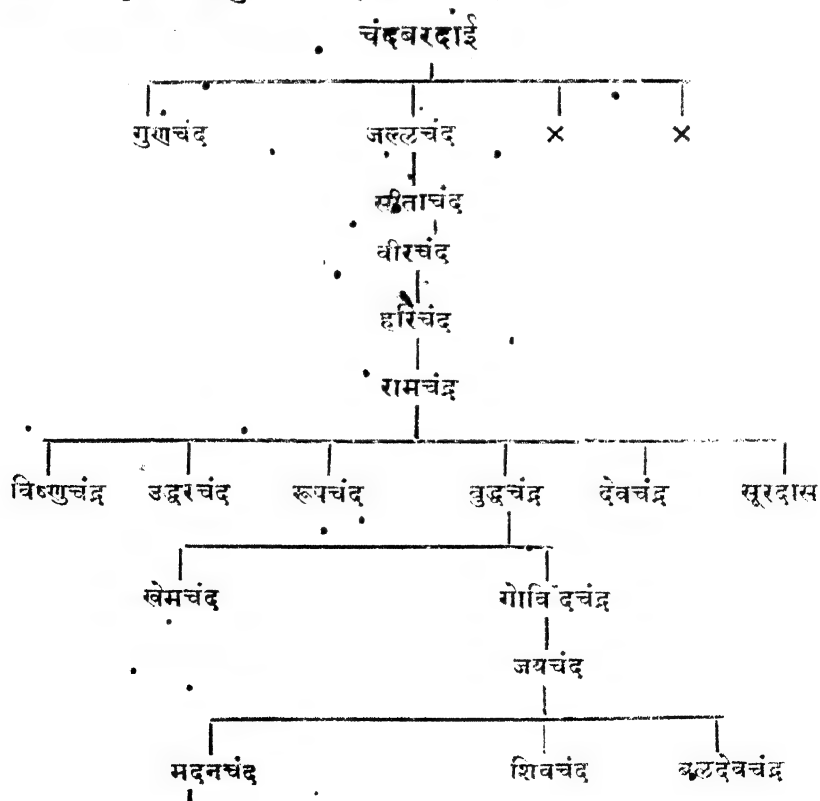 चंदबरदाई
गुणचंद जल्लचंद × ×
सीताचंद
वीरचंद
हरिचंद
रामचंद्र
विष्णुचंद्र उद्धरचंद रूपचंद बुद्धचंद्र देवचंद्र सूरदास
खेमचंद गोविंदचंद्र
जयचंद
मदनचंद शिवचंद बलदेवचंद्र